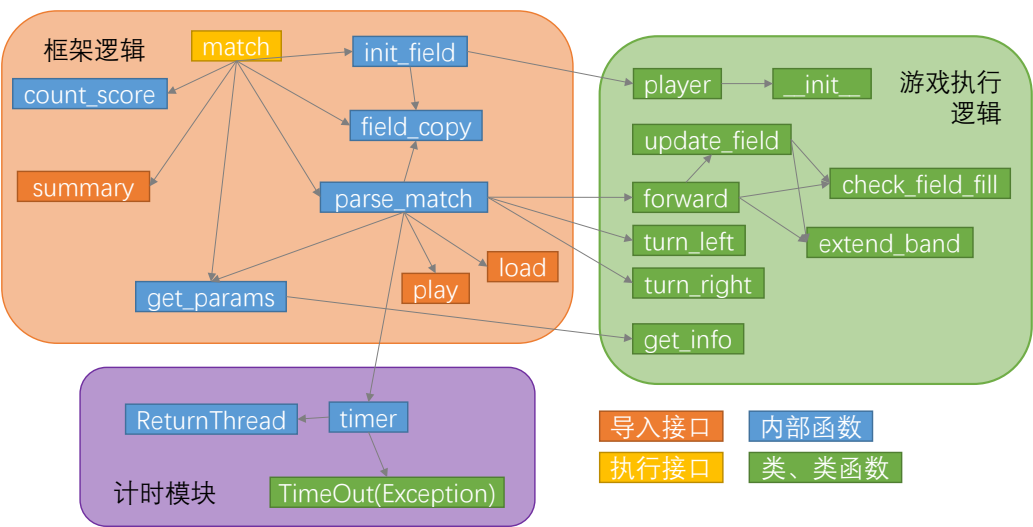 框架逻辑
match
init_field
count_score
field_copy
summary
parse_match
load
play
get_params
player
__init__
游戏执行
逻辑
update_field
check_field_fill
forward
turn_left
extend_band
turn_right
get_info
ReturnThread
timer
计时模块
TimeOut(Exception)
导入接口
内部函数
执行接口
类、类函数